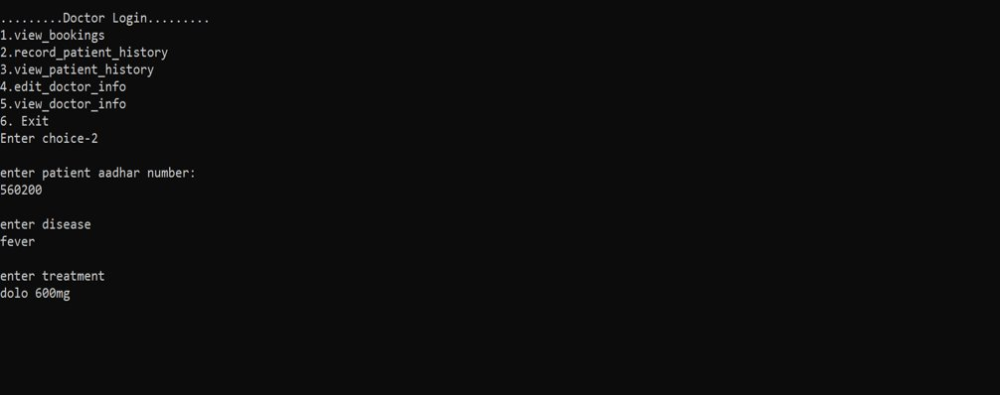 .........Doctor Login.........
1.view_bookings
2.record_patient_history
3.view_patient_history
4.edit_doctor_info
5.view_doctor_info
6. Exit
Enter choice-2
enter patient aadhar number:
560200
enter disease
fever
enter treatment
dolo 600mg